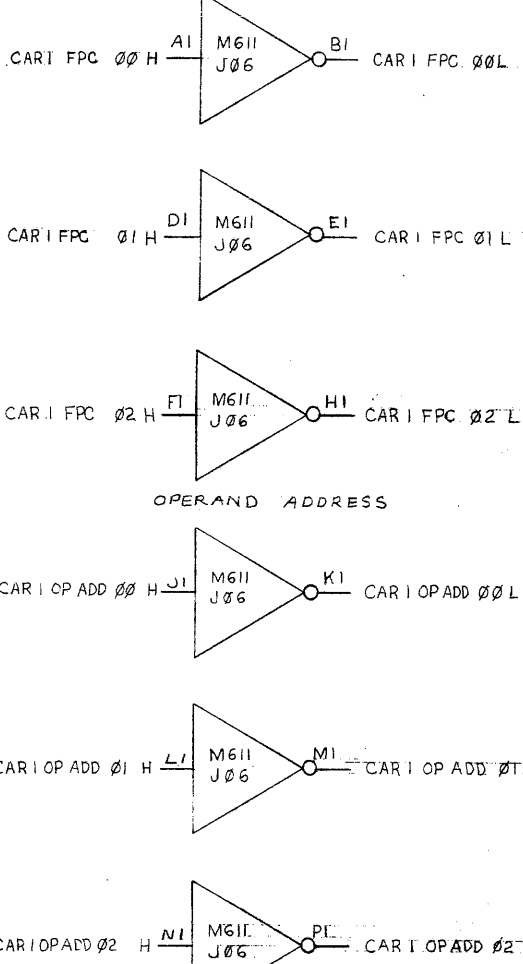 CAR1 FPC ØØ H A1 M611 B1 CAR1 FPC ØØL
JØ6
CAR1 FPC Ø1 H D1 M611 E1 CAR1 FPC Ø1 L
JØ6
CAR1 FPC Ø2 H F1 M611 H1 CAR1 FPC Ø2 L
JØ6
OPERAND ADDRESS
CAR1 OP ADD ØØ H J1 M611 K1 CAR1 OP ADD ØØL
JØ6
CAR1 OP ADD Ø1 H L1 M611 M1 CAR1 OP ADD Ø1
JØ6
CAR1 OP ADD Ø2 H N1 M611 P1 CAR1 OP ADD Ø2
JØ6